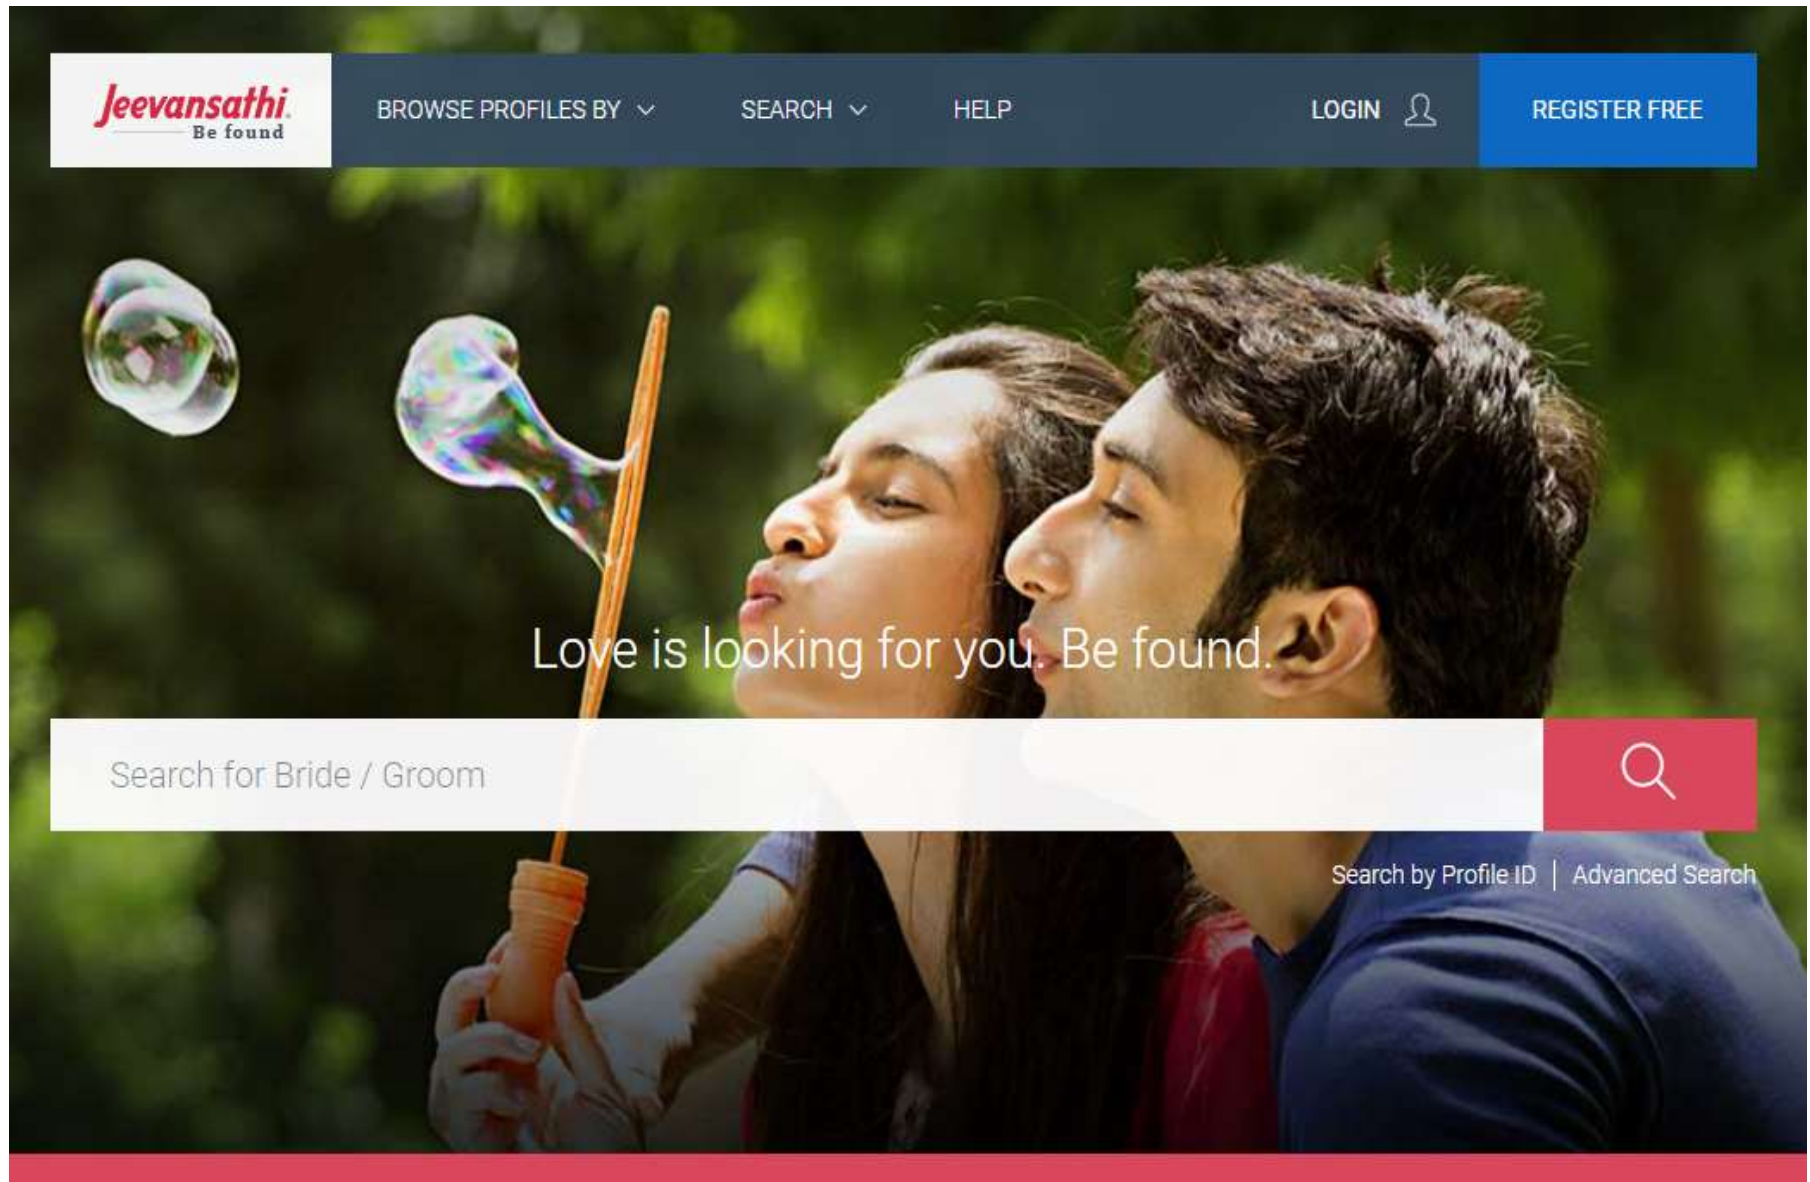 Jeevansathi
Be found
BROWSE PROFILES BY
SEARCH
HELP
LOGIN
REGISTER FREE
Love is looking for you. Be found.
Search for Bride / Groom
Search by Profile ID | Advanced Search